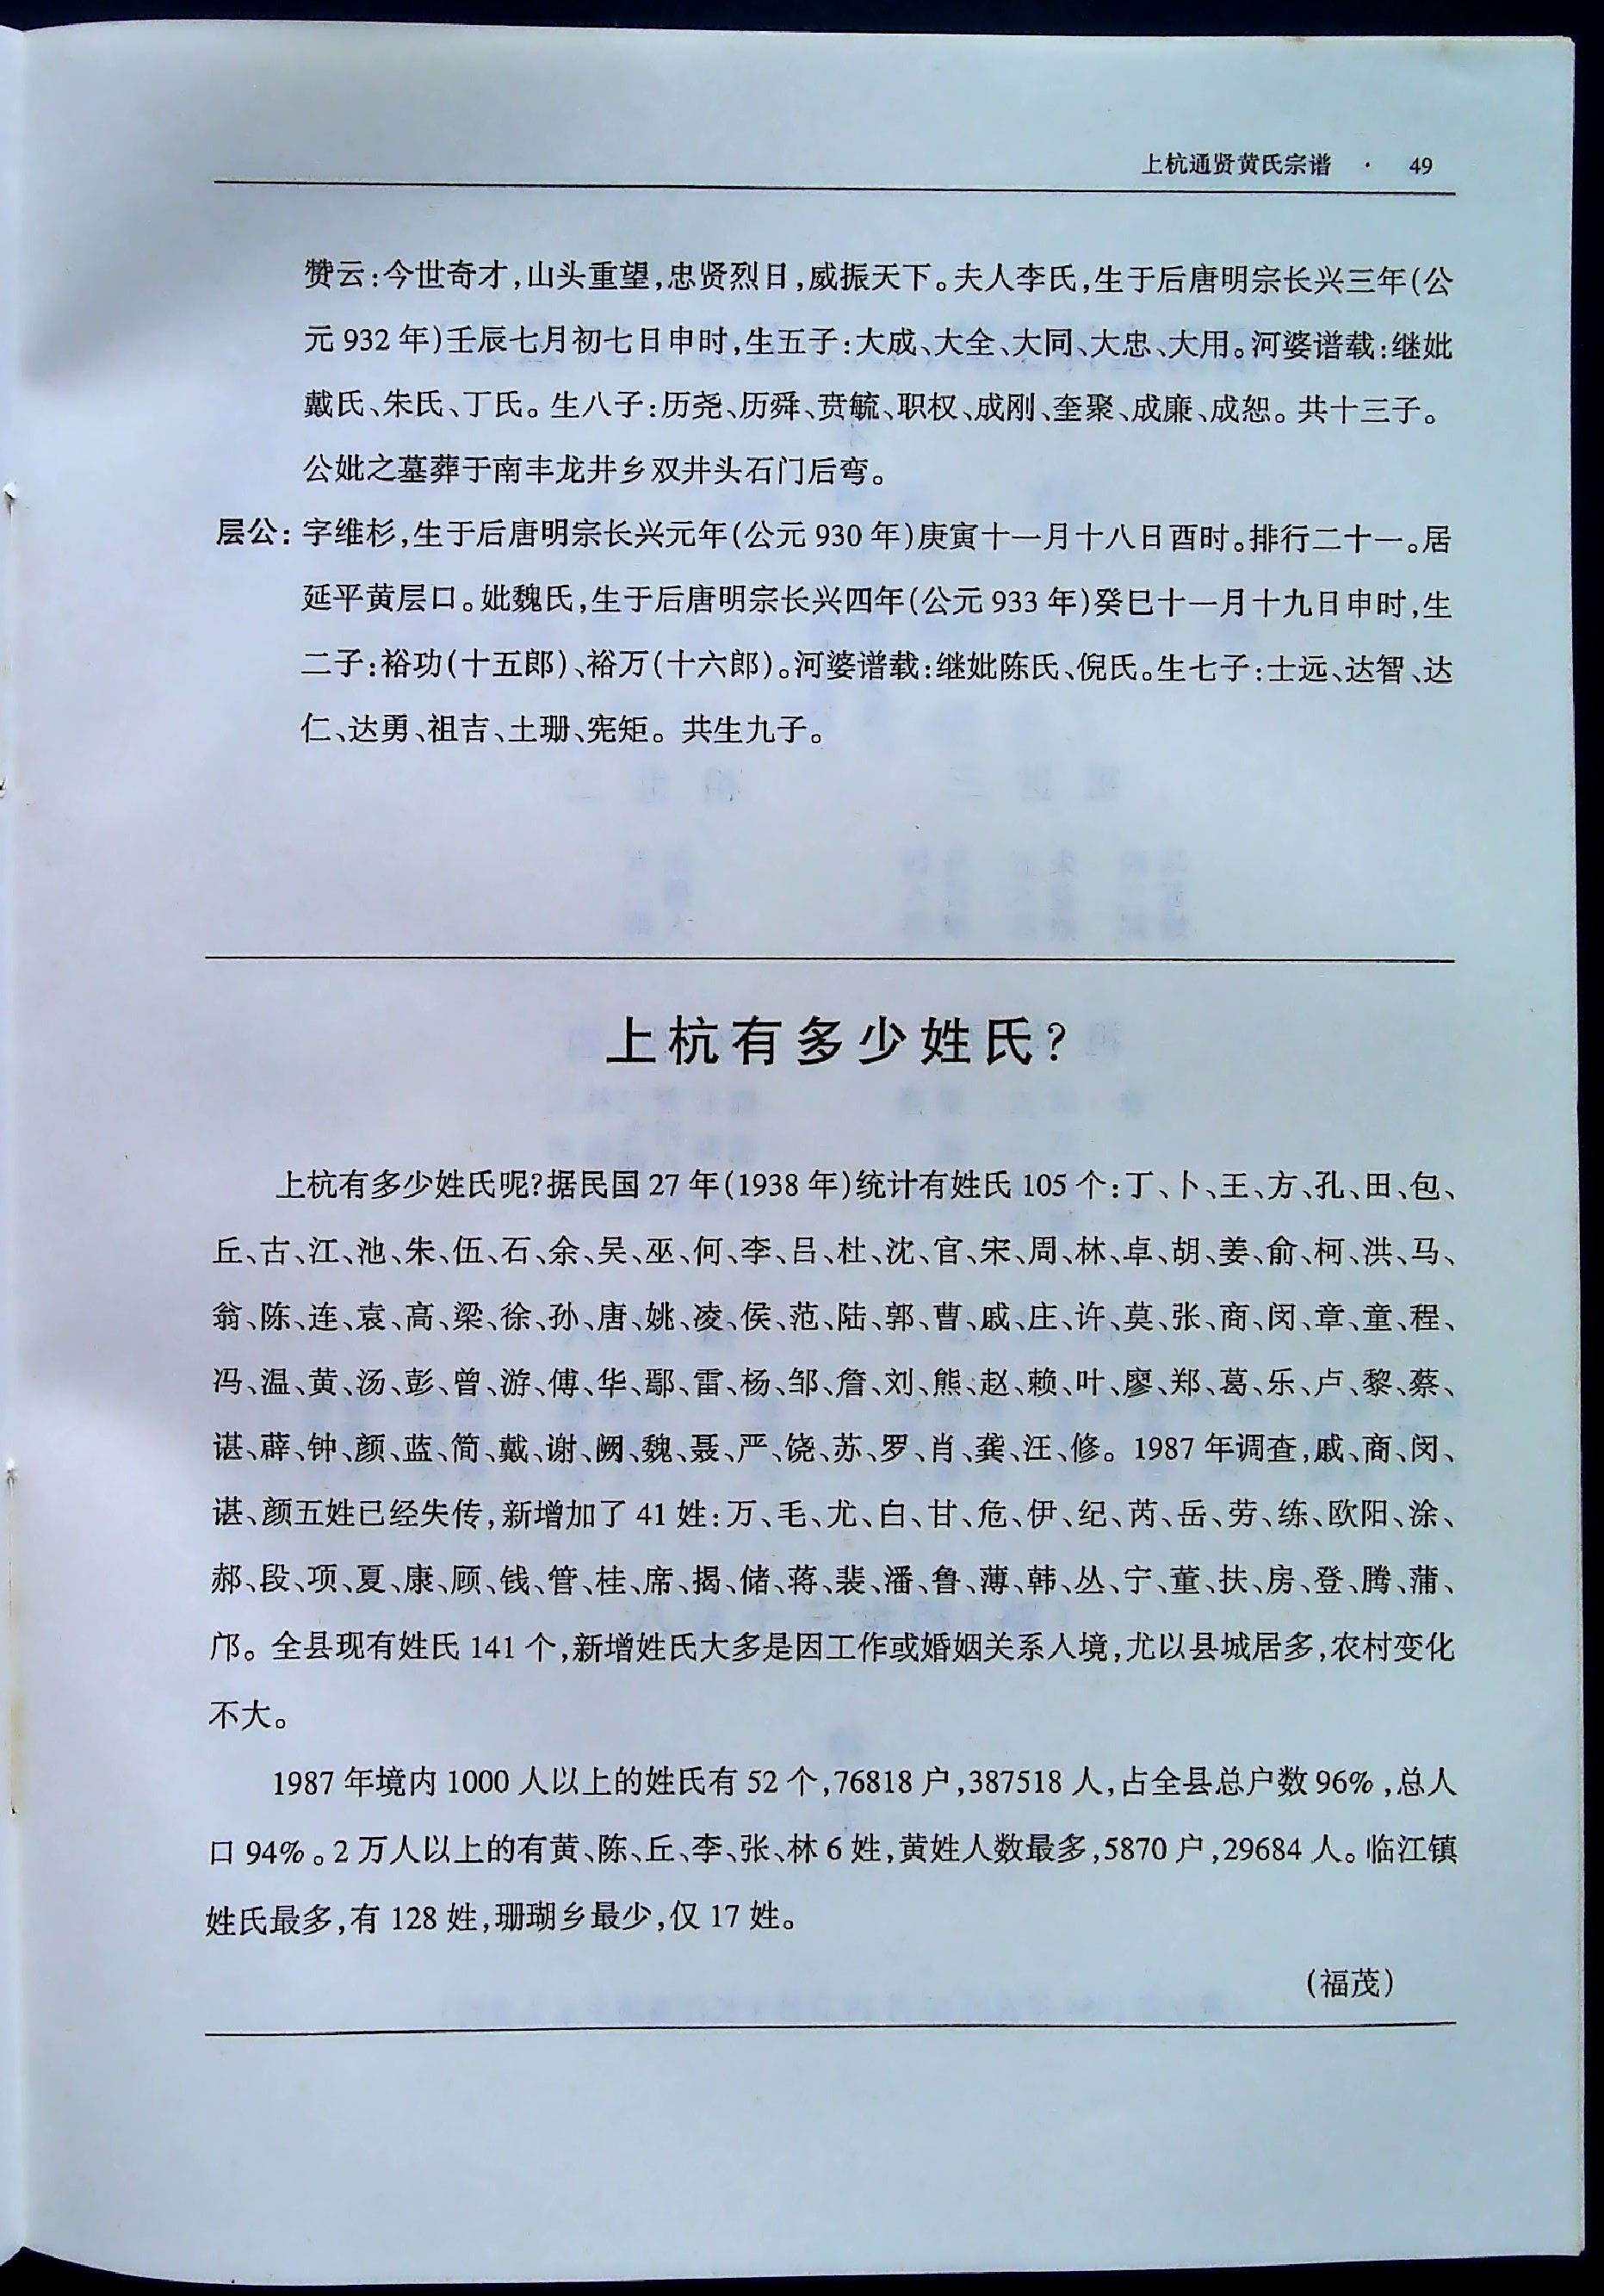 上杭通贤黄氏宗谱 · 49
赞云:今世奇才,山头重望,忠贤烈日,威振天下。夫人李氏,生于后唐明宗长兴三年(公
元 932 年)壬辰七月初七日申时,生五子:大成、大全、大同、大忠、大用。河婆谱载:继妣
戴氏、朱氏、丁氏。生八子:历尧、历舜、贲毓、职权、成刚、奎聚、成廉、成恕。共十三子。
公妣之墓葬于南丰龙井乡双井头石门后弯。
层公: 字维杉,生于后唐明宗长兴元年(公元 930 年)庚寅十一月十八日酉时。排行二十一。居
延平黄层口。妣魏氏,生于后唐明宗长兴四年(公元 933 年)癸巳十一月十九日申时,生
二子:裕功(十五郎)、裕万(十六郎)。河婆谱载:继妣陈氏、倪氏。生七子:士远、达智、达
仁、达勇、祖吉、土珊、宪矩。共生九子。
上杭有多少姓氏?
上杭有多少姓氏呢?据民国 27 年(1938 年)统计有姓氏 105 个:丁、卜、王、方、孔、田、包、
丘、古、江、池、朱、伍、石、余、吴、巫、何、李、吕、杜、沈、官、宋、周、林、卓、胡、姜、俞、柯、洪、马、
翁、陈、连、袁、高、梁、徐、孙、唐、姚、凌、侯、范、陆、郭、曹、戚、庄、许、莫、张、商、闵、章、童、程、
冯、温、黄、汤、彭、曾、游、傅、华、鄢、雷、杨、邹、詹、刘、熊、赵、赖、叶、廖、郑、葛、乐、卢、黎、蔡、
谌、薛、钟、颜、蓝、简、戴、谢、阙、魏、聂、严、饶、苏、罗、肖、龚、汪、修。1987 年调查,戚、商、闵、
谌、颜五姓已经失传,新增加了 41 姓:万、毛、尤、白、甘、危、伊、纪、芮、岳、劳、练、欧阳、涂、
郝、段、项、夏、康、顾、钱、管、桂、席、揭、储、蒋、裴、潘、鲁、薄、韩、丛、宁、董、扶、房、登、腾、蒲、
邝。全县现有姓氏 141 个,新增姓氏大多是因工作或婚姻关系入境,尤以县城居多,农村变化
不大。
1987 年境内 1000 人以上的姓氏有 52 个,76818 户,387518 人,占全县总户数 96%,总人
口 94%。2 万人以上的有黄、陈、丘、李、张、林 6 姓,黄姓人数最多,5870 户,29684 人。临江镇
姓氏最多,有 128 姓,珊瑚乡最少,仅 17 姓。
(福茂)